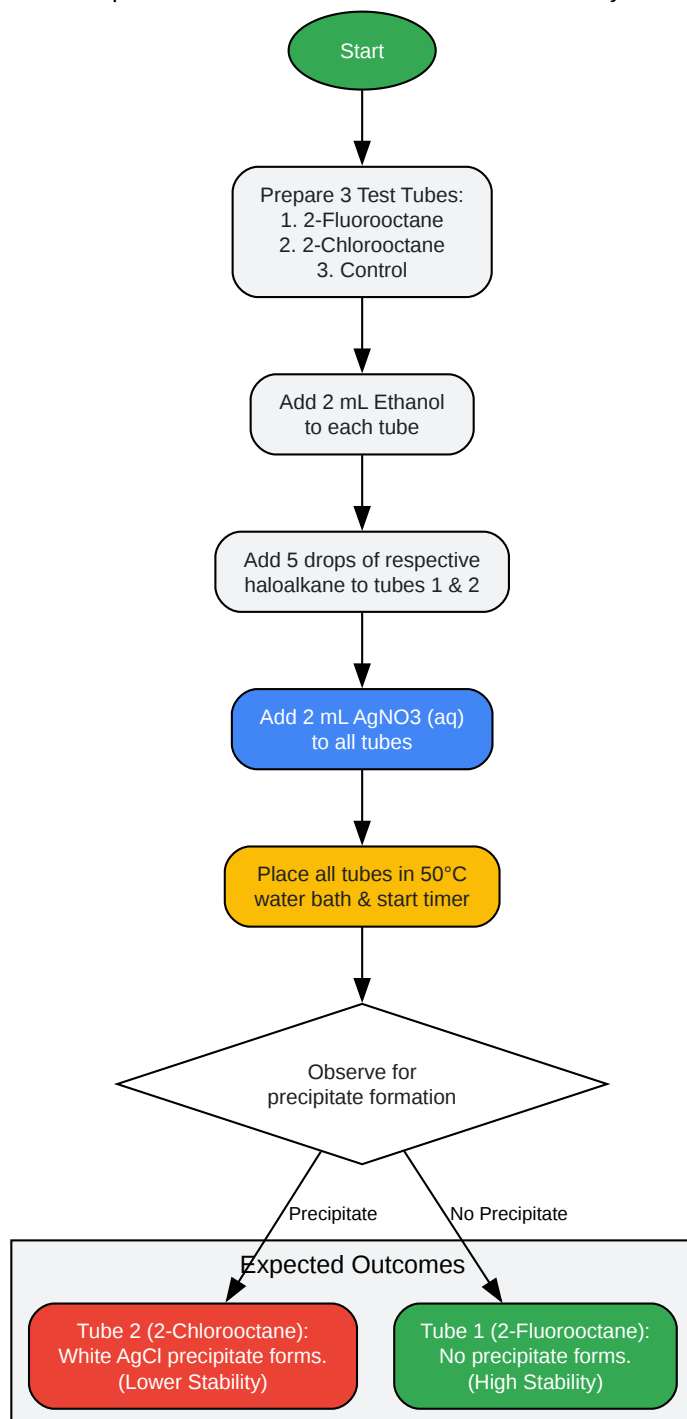 Start
Prepare 3 Test Tubes:
1. 2-Fluorooctane
2. 2-Chlorooctane
3. Control
Add 2 mL Ethanol
to each tube
Add 5 drops of respective
haloalkane to tubes 1 & 2
Add 2 mL AgNO3 (aq)
to all tubes
Place all tubes in 50°C
water bath & start timer
Observe for
precipitate formation
Precipitate
No Precipitate
Expected Outcomes
Tube 2 (2-Chlorooctane):
White AgCl precipitate forms.
(Lower Stability)
Tube 1 (2-Fluorooctane):
No precipitate forms.
(High Stability)